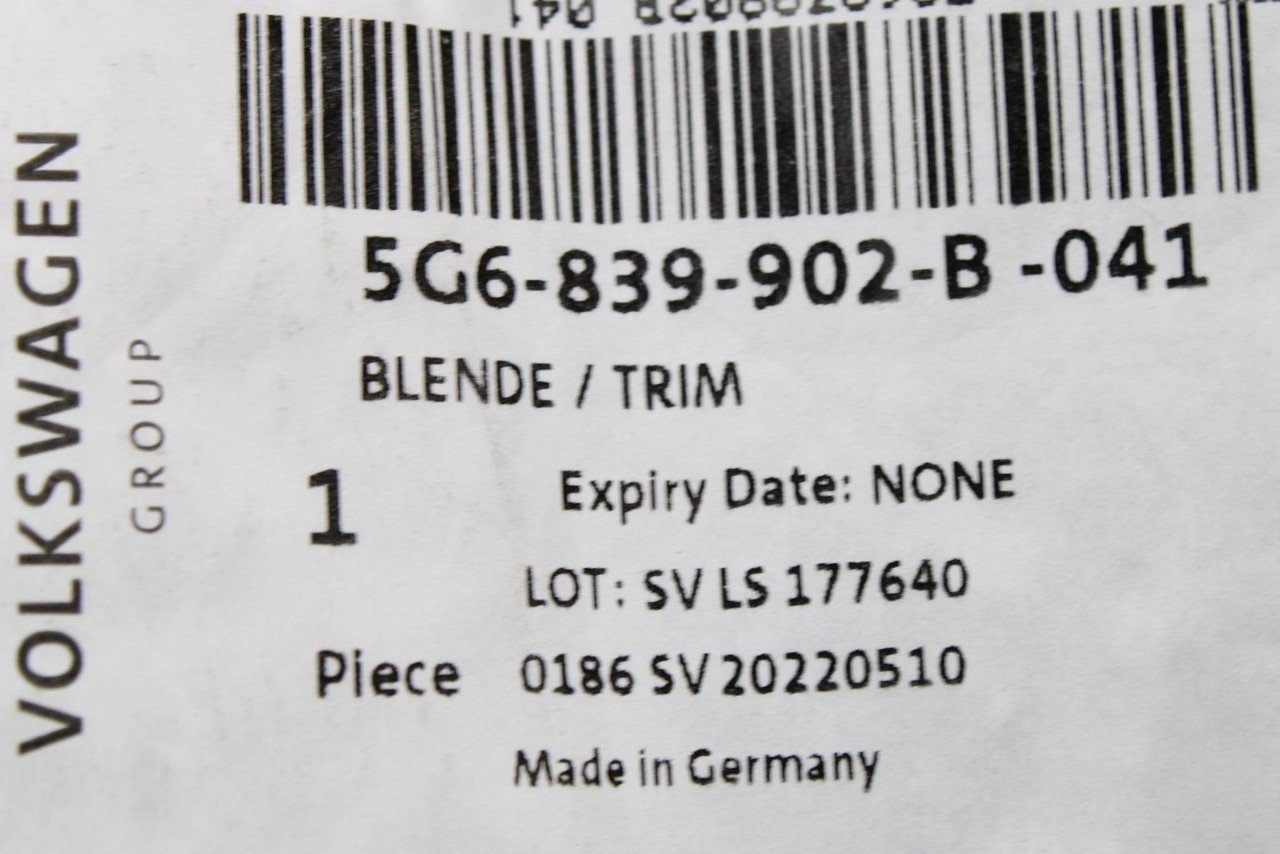 5G6-839-902-B -041
BLENDE / TRIM
1
Expiry Date: NONE
LOT: SV LS 177640
Piece
0186 SV 20220510
Made in Germany
VOLKSWAGEN
GROUP